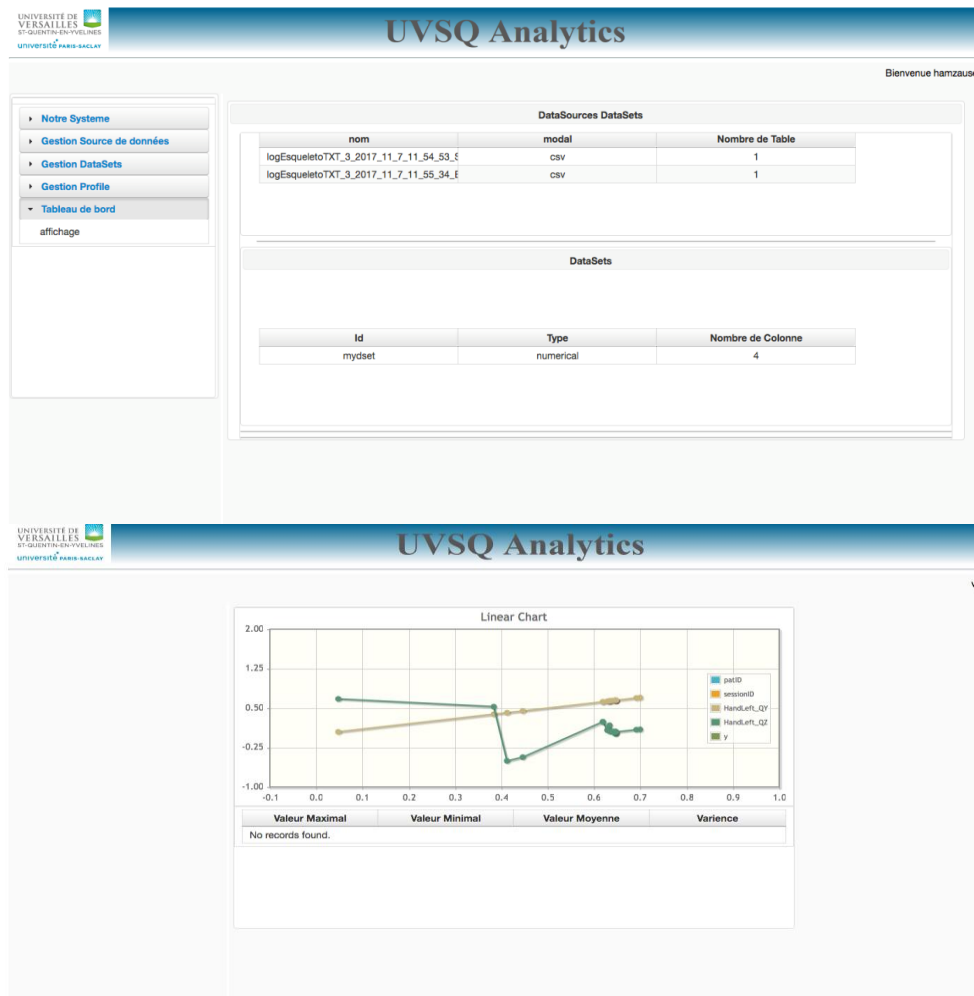 UNIVERSITÉ DE
VERSAILLES
ST-QUENTIN-EN-YVELINES
université PARIS-SACLAY
UVSQ Analytics
Bienvenue
Notre Systeme
Gestion Source de données
Gestion DataSets
Gestion Profile
Tableau de bord
affichage
DataSources DataSets
nom modal Nombre de Table
logEsqueletoTXT_3_2017_11_7_11_54_53_S csv 1
logEsqueletoTXT_3_2017_11_7_11_55_34_E csv 1
DataSets
Id Type Nombre de Colonne
mydset numerical 4
UNIVERSITÉ DE
VERSAILLES
ST-QUENTIN-EN-YVELINES
université PARIS-SACLAY
UVSQ Analytics
Linear Chart
2.00
1.25
0.50
-0.25
-1.00
patID
sessionID
HandLeft_QY
HandLeft_QZ
y
-0.1 0.0 0.1 0.2 0.3 0.4 0.5 0.6 0.7 0.8 0.9 1.0
Valeur Maximal Valeur Minimal Valeur Moyenne Varience
No records found.